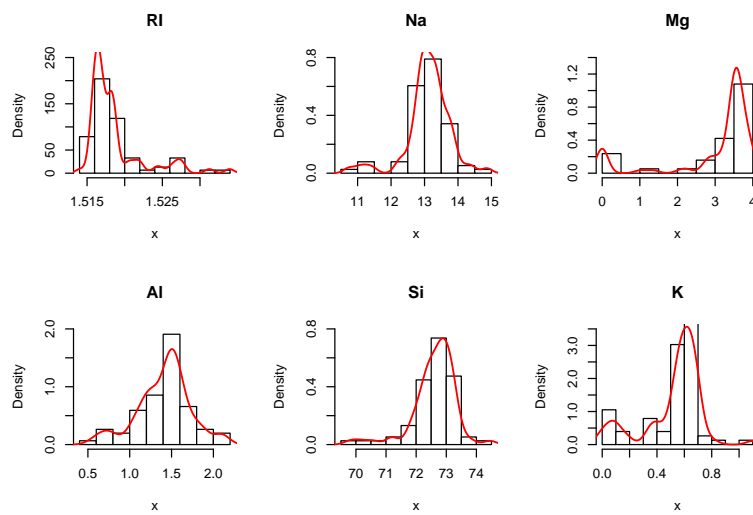 RI
Density
0 50 150 250
1.515 1.525
x
Na
Density
0.0 0.4 0.8
11 12 13 14 15
x
Mg
Density
0.0 0.4 0.8 1.2
0 1 2 3 4
x
Al
Density
0.0 1.0 2.0
0.5 1.0 1.5 2.0
x
Si
Density
0.0 0.4 0.8
70 71 72 73 74
x
K
Density
0.0 1.0 2.0 3.0
0.0 0.4 0.8
x